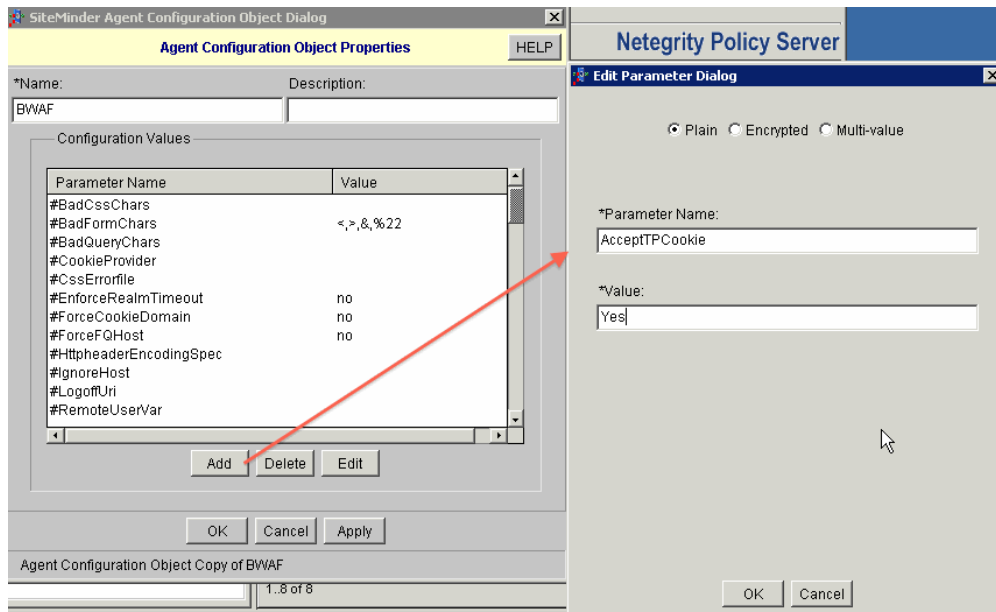 SiteMinder Agent Configuration Object Dialog
Agent Configuration Object Properties
HELP
*Name:
Description:
BWAF
Configuration Values
Parameter Name Value
#BadCssChars
#BadFormChars <,>,&,%22
#BadQueryChars
#CookieProvider
#CssErrorfile
#EnforceRealmTimeout no
#ForceCookieDomain no
#ForceFQHost no
#HttpheaderEncodingSpec
#IgnoreHost
#LogoffUri
#RemoteUserVar
Add Delete Edit
OK Cancel Apply
Agent Configuration Object Copy of BWAF
1..8 of 8
Netegrity Policy Server
Edit Parameter Dialog
Plain Encrypted Multi-value
*Parameter Name:
AcceptTPCookie
*Value:
Yes
OK Cancel